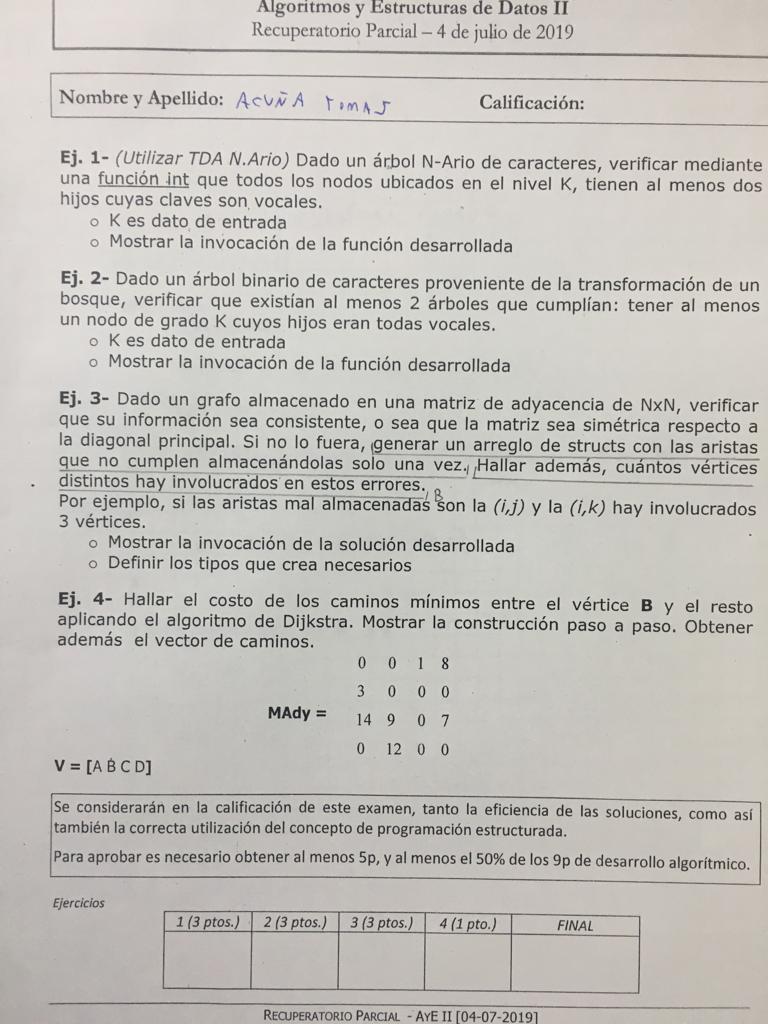 Algoritmos y Estructuras de Datos II
Recuperatorio Parcial – 4 de julio de 2019
Nombre y Apellido: ACUÑA TOMAS Calificación:
Ej. 1- (Utilizar TDA N.Ario) Dado un árbol N-Ario de caracteres, verificar mediante
una función int que todos los nodos ubicados en el nivel K, tienen al menos dos
hijos cuyas claves son vocales.
o K es dato de entrada
o Mostrar la invocación de la función desarrollada
Ej. 2- Dado un árbol binario de caracteres proveniente de la transformación de un
bosque, verificar que existían al menos 2 árboles que cumplían: tener al menos
un nodo de grado K cuyos hijos eran todas vocales.
o K es dato de entrada
o Mostrar la invocación de la función desarrollada
Ej. 3- Dado un grafo almacenado en una matriz de adyacencia de NxN, verificar
que su información sea consistente, o sea que la matriz sea simétrica respecto a
la diagonal principal. Si no lo fuera, generar un arreglo de structs con las aristas
que no cumplen almacenándolas solo una vez. Hallar además, cuántos vértices
distintos hay involucrados en estos errores.
B
Por ejemplo, si las aristas mal almacenadas son la (i,j) y la (i,k) hay involucrados
3 vértices.
o Mostrar la invocación de la solución desarrollada
o Definir los tipos que crea necesarios
Ej. 4- Hallar el costo de los caminos mínimos entre el vértice B y el resto
aplicando el algoritmo de Dijkstra. Mostrar la construcción paso a paso. Obtener
además el vector de caminos.
0 0 1 8
3 0 0 0
MAdy =
14 9 0 7
0 12 0 0
V = [A B C D]
Se considerarán en la calificación de este examen, tanto la eficiencia de las soluciones, como así
también la correcta utilización del concepto de programación estructurada.
Para aprobar es necesario obtener al menos 5p, y al menos el 50% de los 9p de desarrollo algorítmico.
Ejercicios
1 (3 ptos.) 2 (3 ptos.) 3 (3 ptos.) 4 (1 pto.) FINAL
RECUPERATORIO PARCIAL - AYE II [04-07-2019]